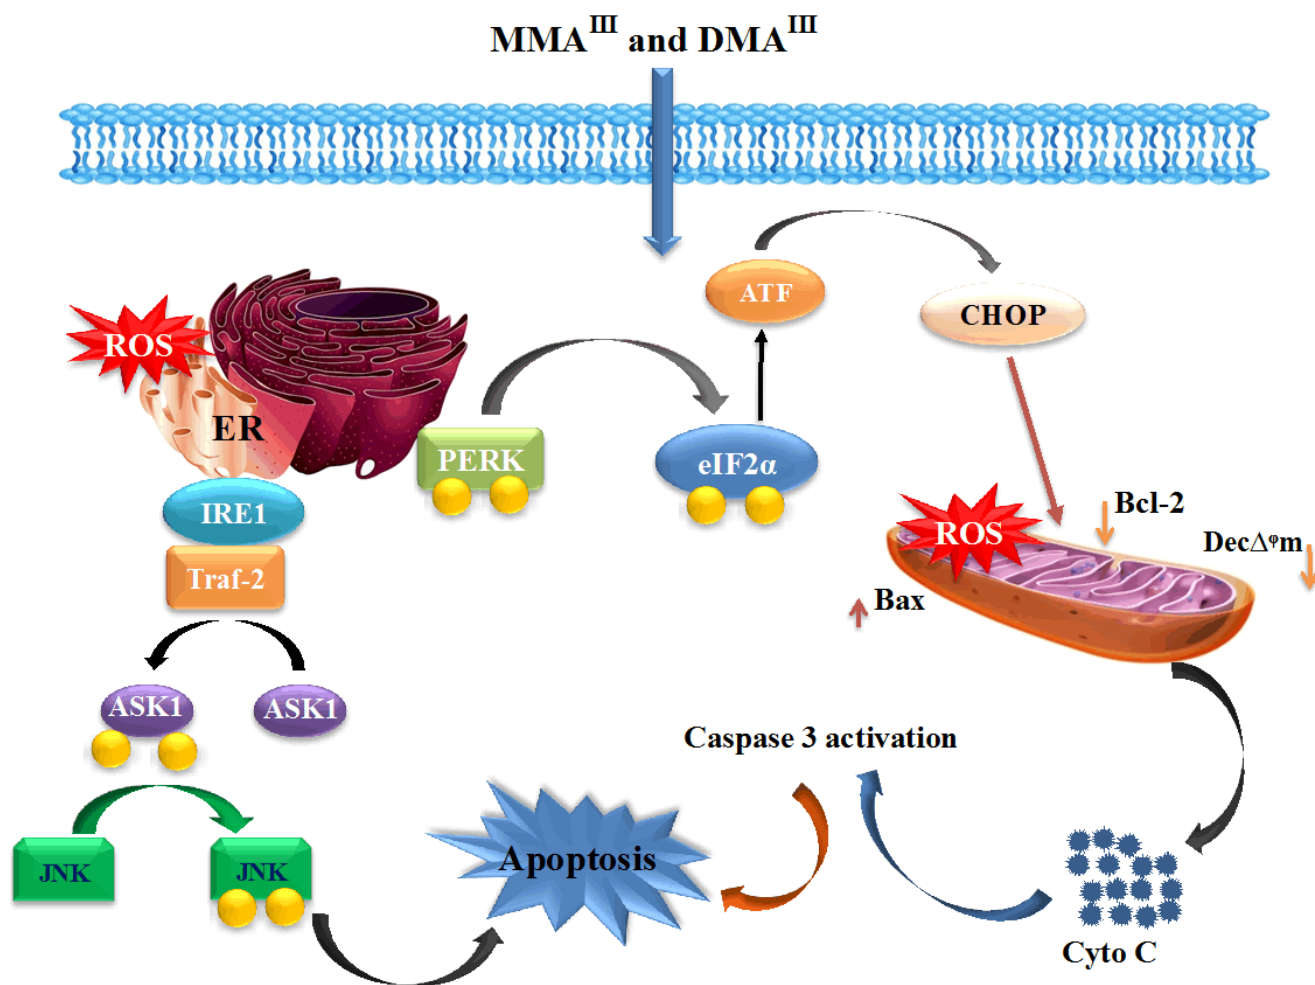 MMAIII and DMAIII
ATF
CHOP
ROS
ER
PERK
eIF2α
IRE1
Traf-2
ROS
Bcl-2
DecΔφm
Bax
ASK1
ASK1
Caspase 3 activation
JNK
JNK
Apoptosis
Cyto C